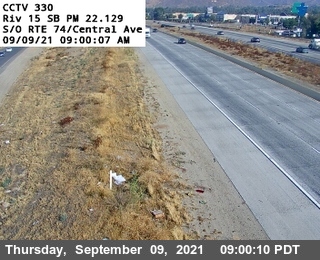 CCTV 330
Riv 15 SB PM 22.129
S/O RTE 74/Central Ave
09/09/21 09:00:07 AM
Thursday, September 09, 2021 09:00:10 PDT